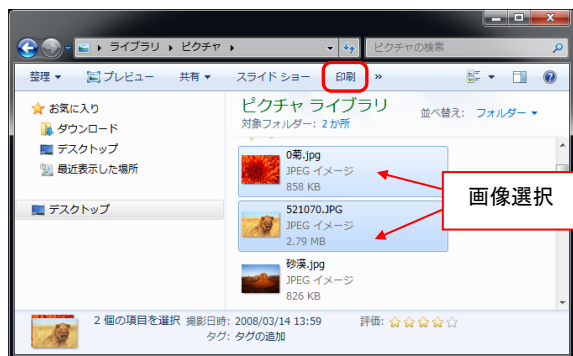 ライブラリ ▸ ピクチャ ▸
ピクチャの検索
整理 ▼ プレビュー 共有 ▼ スライド ショー 印刷 »
お気に入り
ダウンロード
デスクトップ
最近表示した場所
デスクトップ
ピクチャ ライブラリ
対象フォルダー: 2 か所
並べ替え: フォルダー ▼
0菊.jpg
JPEG イメージ
858 KB
521070.JPG
JPEG イメージ
2.79 MB
砂漠.jpg
JPEG イメージ
826 KB
画像選択
2 個の項目を選択 撮影日時: 2008/03/14 13:59 評価: ☆☆☆☆☆
タグ: タグの追加